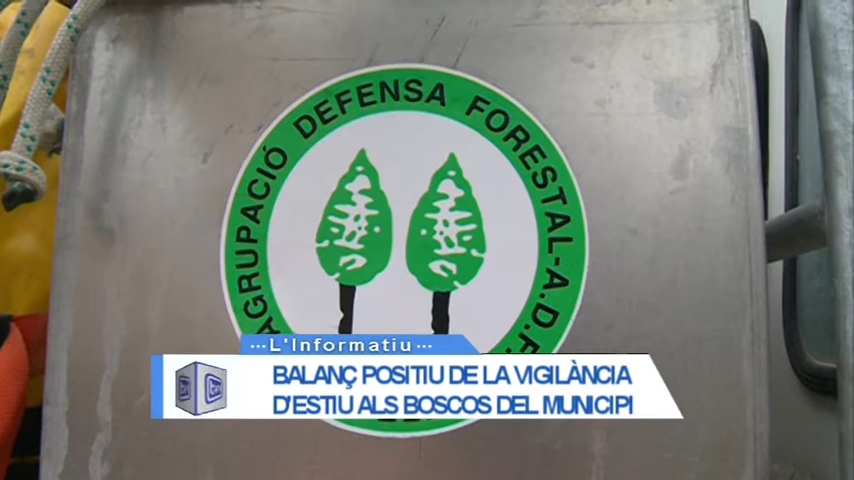 AGRUPACIÓ DEFENSA FORESTAL-A.D.F.
···L'Informatiu···
BALANÇ POSITIU DE LA VIGILÀNCIA
D'ESTIU ALS BOSCOS DEL MUNICIPI